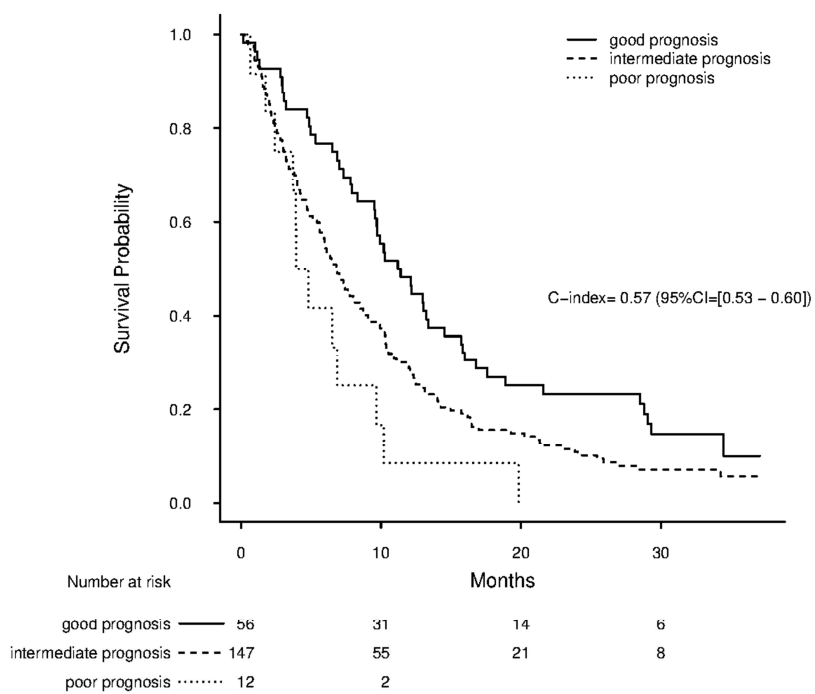 1.0
0.8
0.6
0.4
0.2
0.0
Survival Probability
good prognosis
intermediate prognosis
poor prognosis
C−index= 0.57 (95%CI=[0.53 − 0.60])
0 10 20 30
Months
Number at risk
good prognosis 56 31 14 6
intermediate prognosis 147 55 21 8
poor prognosis 12 2